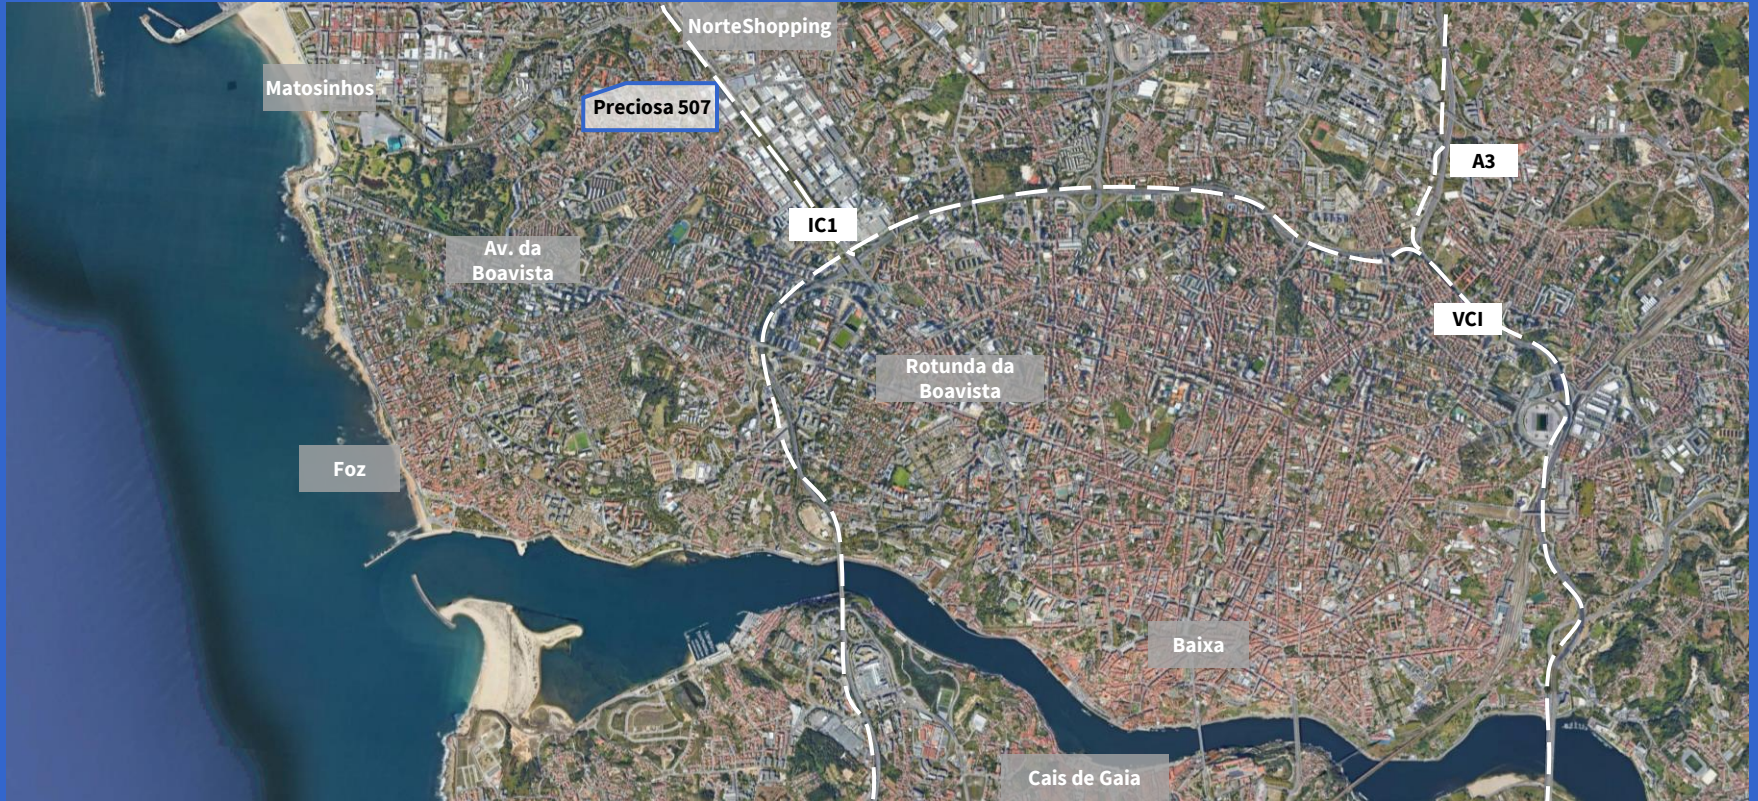 NorteShopping
Matosinhos
Preciosa 507
A3
IC1
Av. da
Boavista
VCI
Rotunda da
Boavista
Foz
Baixa
Cais de Gaia